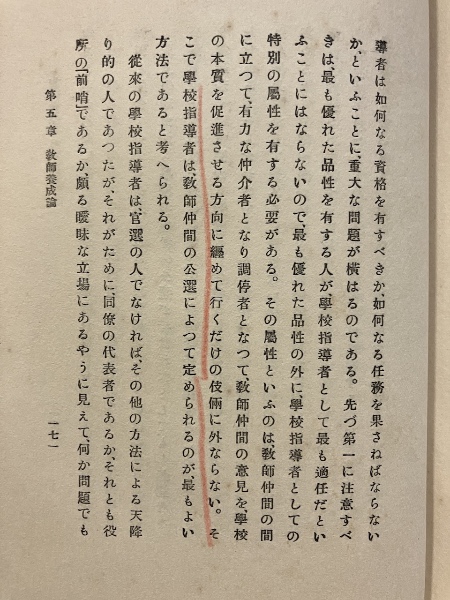 導者は如何なる資格を有すべきか、如何なる任務を果さねばならない
か、といふことに、重大な問題が橫はるのである。先づ第一に注意すべ
きは、最も優れた品性を有する人が、學校指導者として最も適任だとい
ふことにはならないので、最も優れた品性の外に、學校指導者としての
特別の屬性を有する必要がある。その屬性といふのは、敎師仲間の間
に立つて、有力な仲介者となり調停者となつて、敎師仲間の意見を、學校
の本質を促進させる方向に纏めて行くだけの伎倆に外ならない。そ
こで學校指導者は、敎師仲間の公選によつて定められるのが、最もよい
方法であると考へられる。
從來の學校指導者は、官選の人でなければ、その他の方法による天降
り的の人であつたが、それがために、同僚の代表者であるか、それとも役
所の「前哨」であるか、頗る曖昧な立場にあるやうに見えて、何か問題でも
第五章 敎師養成論
一七一